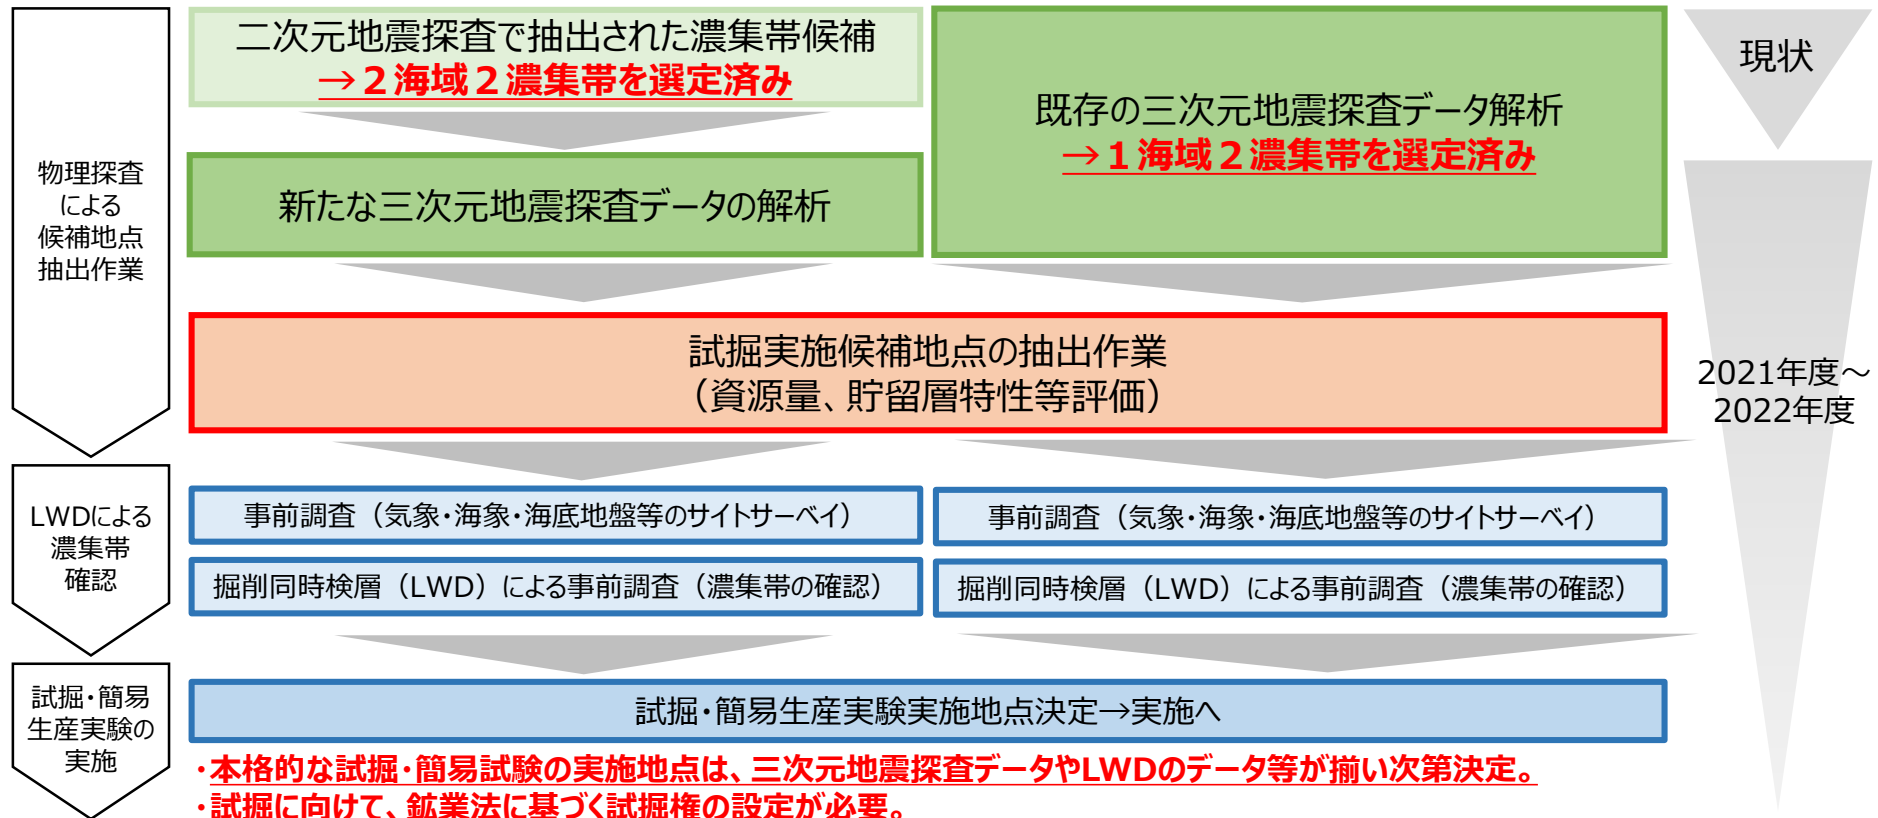 二次元地震探査で抽出された濃集帯候補
→２海域２濃集帯を選定済み
既存の三次元地震探査データ解析
→１海域２濃集帯を選定済み
現状
物理探査
による
候補地点
抽出作業
新たな三次元地震探査データの解析
試掘実施候補地点の抽出作業
（資源量、貯留層特性等評価）
2021年度～
2022年度
LWDによる
濃集帯
確認
事前調査（気象・海象・海底地盤等のサイトサーベイ）
事前調査（気象・海象・海底地盤等のサイトサーベイ）
掘削同時検層（LWD）による事前調査（濃集帯の確認）
掘削同時検層（LWD）による事前調査（濃集帯の確認）
試掘・簡易
生産実験の
実施
試掘・簡易生産実験実施地点決定→実施へ
・本格的な試掘・簡易試験の実施地点は、三次元地震探査データやLWDのデータ等が揃い次第決定。
・試掘に向けて、鉱業法に基づく試掘権の設定が必要。